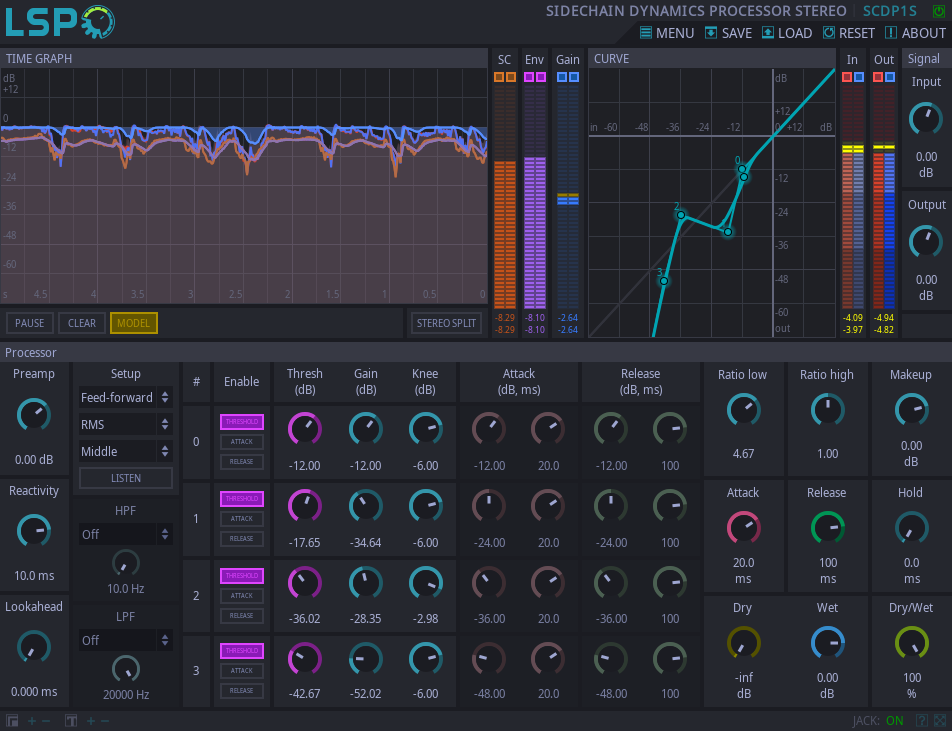 LSP
SIDECHAIN DYNAMICS PROCESSOR STEREO SCDP1S
MENU SAVE LOAD RESET ABOUT
TIME GRAPH
SC Env Gain
CURVE
In Out
Signal
dB
+12
0
-12
-24
-36
-48
-60
s 4.5 4 3.5 3 2.5 2 1.5 1 0.5 0
-8.29 -8.10 -2.64
-8.29 -8.10 -2.64
dB
+12
in -60 -48 -36 -24 -12 0 +12 dB
-12
-24
-36
-48
-60
out
0
2
3
-4.09 -4.94
-3.97 -4.82
Input
0.00
dB
Output
0.00
dB
PAUSE CLEAR MODEL STEREO SPLIT
Processor
Preamp
0.00 dB
Reactivity
10.0 ms
Lookahead
0.000 ms
Setup
Feed-forward
RMS
Middle
LISTEN
HPF
Off
10.0 Hz
LPF
Off
20000 Hz
# Enable Thresh (dB) Gain (dB) Knee (dB) Attack (dB, ms) Release (dB, ms)
0 THRESHOLD
ATTACK
RELEASE
-12.00 -12.00 -6.00 -12.00 20.0 -12.00 100
1 THRESHOLD
ATTACK
RELEASE
-17.65 -34.64 -6.00 -24.00 20.0 -24.00 100
2 THRESHOLD
ATTACK
RELEASE
-36.02 -28.35 -2.98 -36.00 20.0 -36.00 100
3 THRESHOLD
ATTACK
RELEASE
-42.67 -52.02 -6.00 -48.00 20.0 -48.00 100
Ratio low Ratio high Makeup
4.67 1.00 0.00
dB
Attack Release Hold
20.0 100 0.0
ms ms ms
Dry Wet Dry/Wet
-inf 0.00 100
dB dB %
T
JACK: ON ?